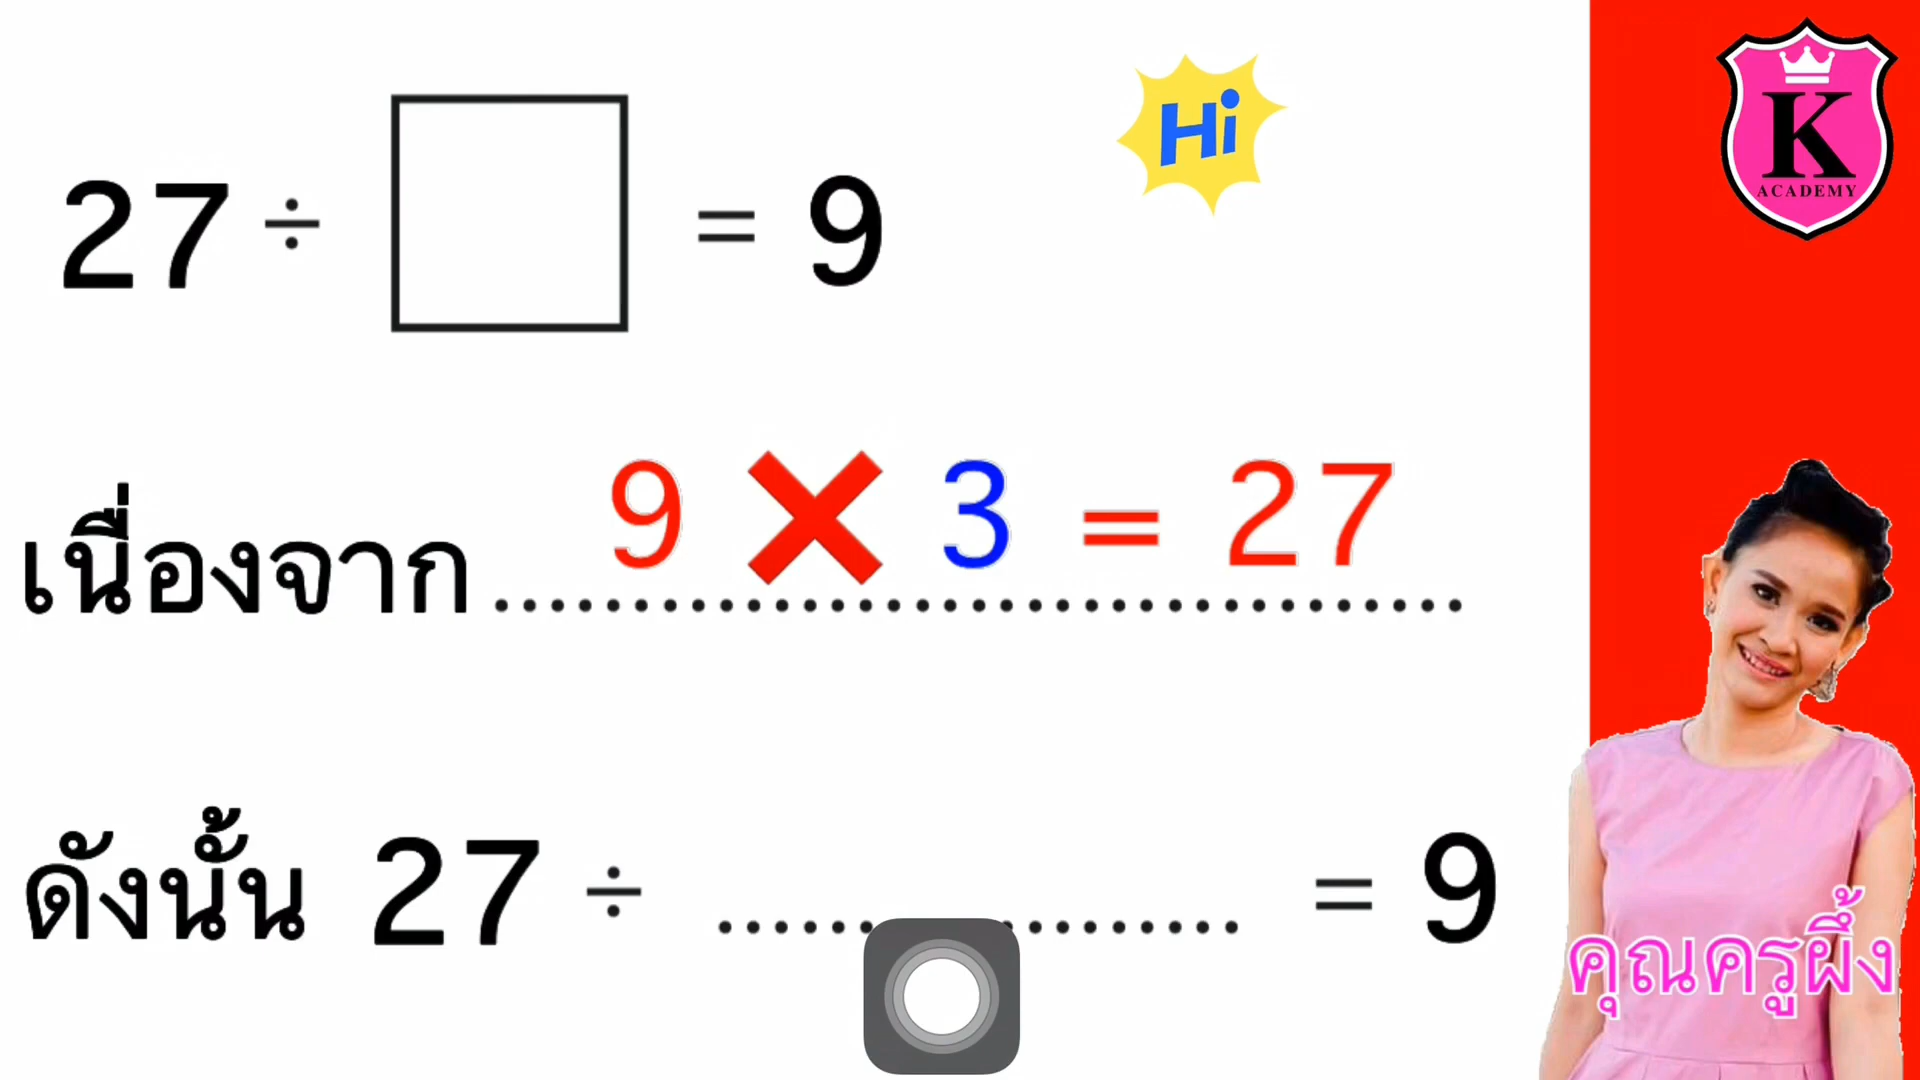 27 ÷ = 9
Hi
K
ACADEMY
เนื่องจาก 9 × 3 = 27
ดังนั้น 27 ÷ ............ = 9
คุณครูผึ้ง